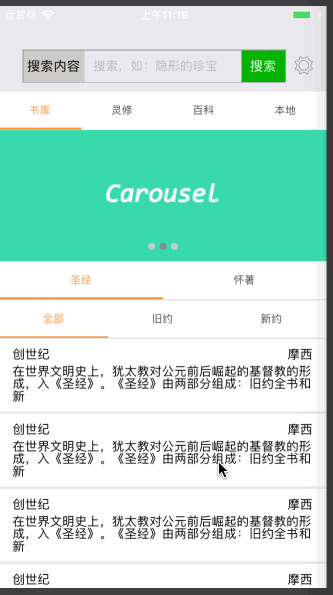 运营商 上午11:19
搜索内容 搜索，如：隐形的珍宝 搜索
书库 灵修 百科 本地
Carousel
圣经 怀著
全部 旧约 新约
创世纪 摩西
在世界文明史上，犹太教对公元前后崛起的基督教的形
成，入《圣经》。《圣经》由两部分组成：旧约全书和
新
创世纪 摩西
在世界文明史上，犹太教对公元前后崛起的基督教的形
成，入《圣经》。《圣经》由两部分组成：旧约全书和
新
创世纪 摩西
在世界文明史上，犹太教对公元前后崛起的基督教的形
成，入《圣经》。《圣经》由两部分组成：旧约全书和
新
创世纪 摩西